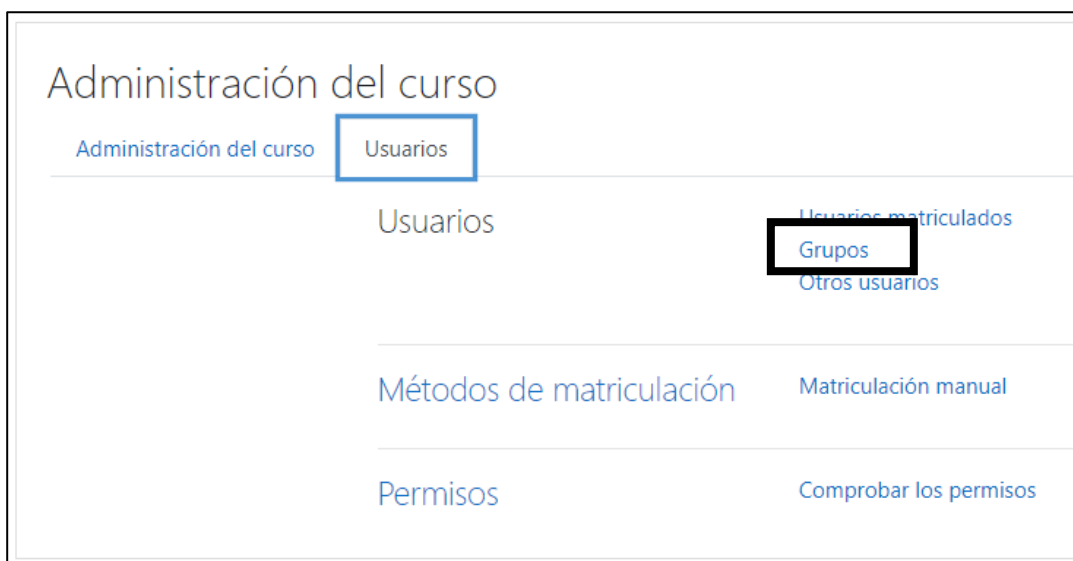 Administración del curso
Administración del curso Usuarios
Usuarios
Usuarios matriculados
Grupos
Otros usuarios
Métodos de matriculación
Matriculación manual
Permisos
Comprobar los permisos